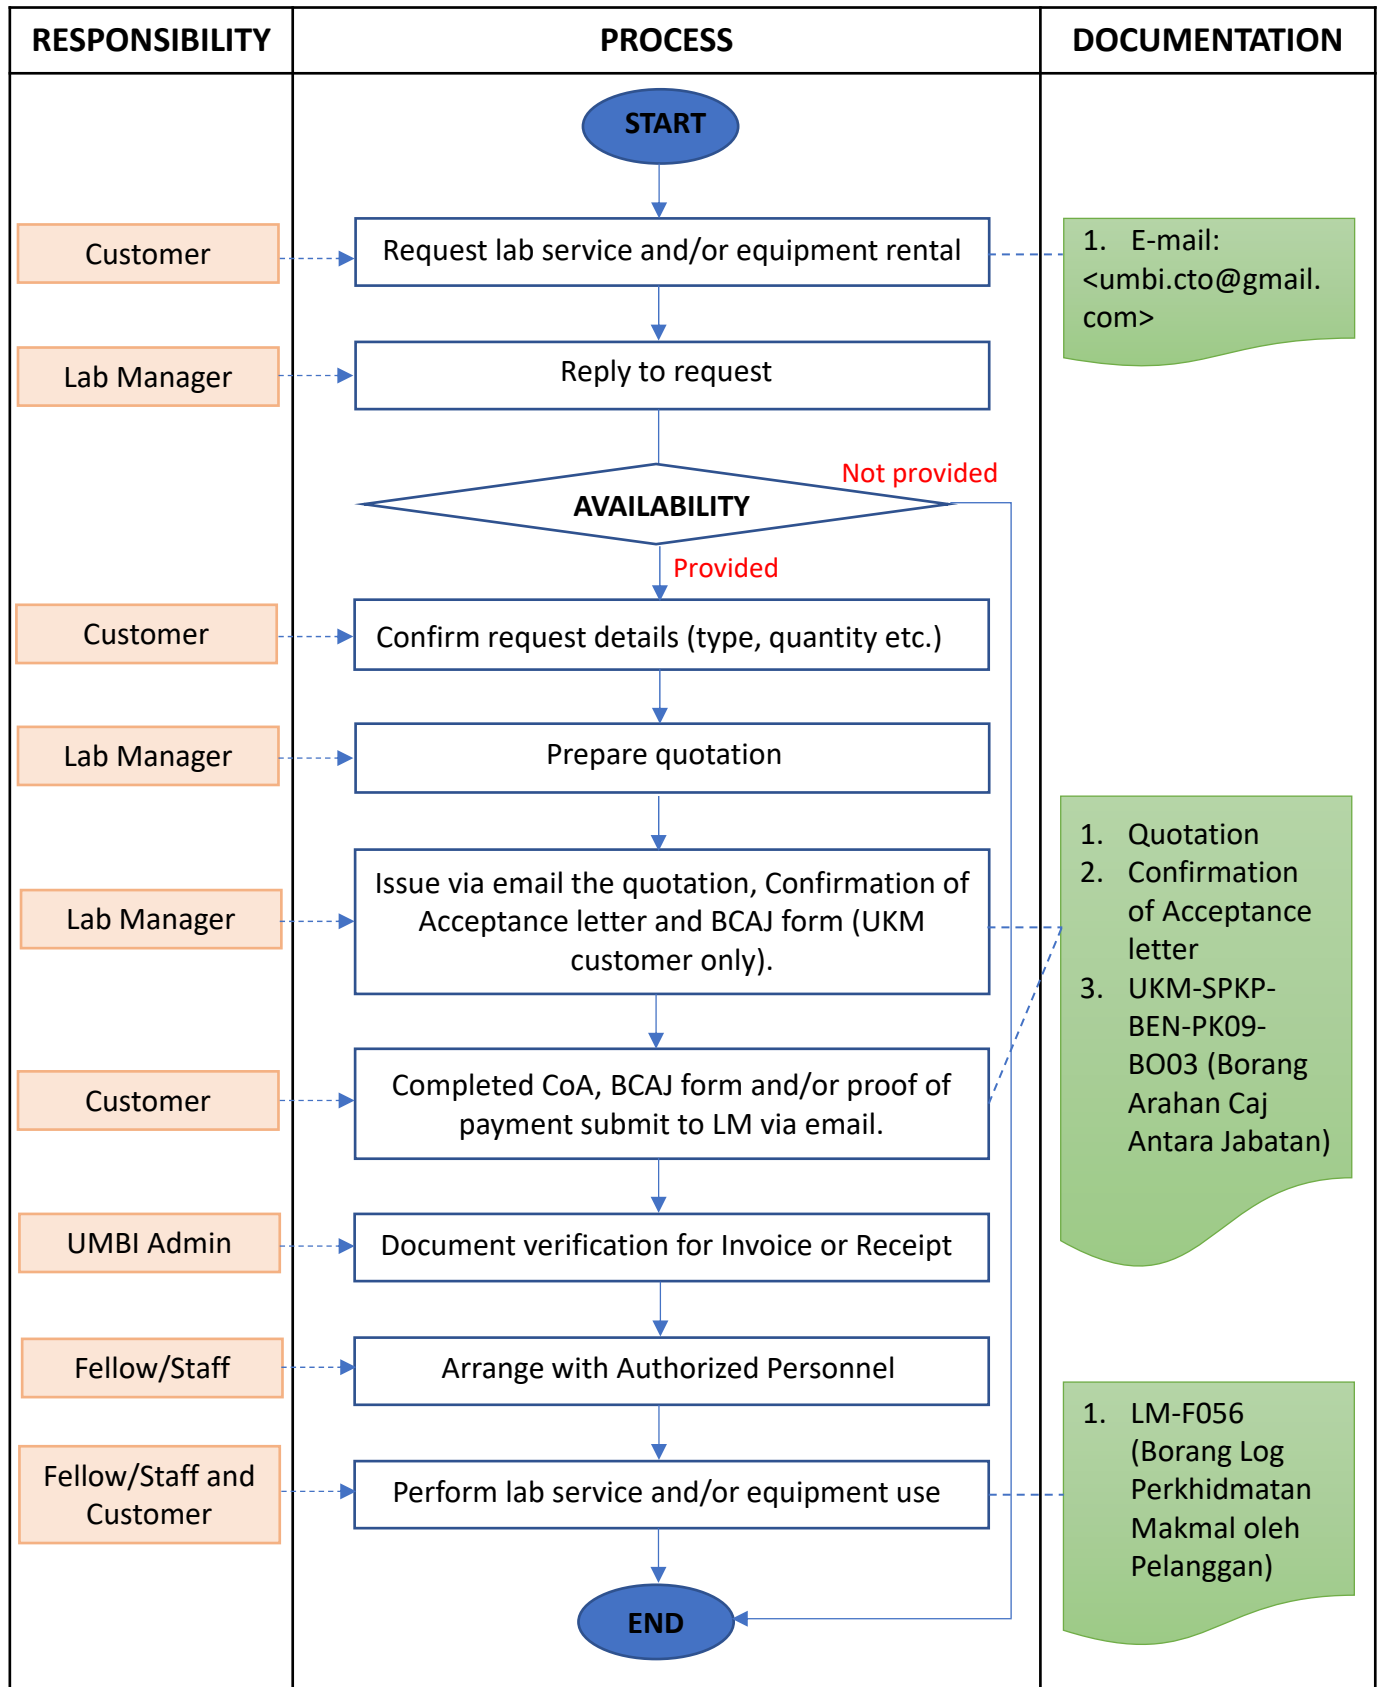 RESPONSIBILITY
PROCESS
DOCUMENTATION
START
Customer
Request lab service and/or equipment rental
1. E-mail:
<umbi.cto@gmail.
com>
Lab Manager
Reply to request
Not provided
AVAILABILITY
Provided
Customer
Confirm request details (type, quantity etc.)
Lab Manager
Prepare quotation
Lab Manager
Issue via email the quotation, Confirmation of
Acceptance letter and BCAJ form (UKM
customer only).
1. Quotation
2. Confirmation
of Acceptance
letter
3. UKM-SPKP-
BEN-PK09-
BO03 (Borang
Arahan Caj
Antara Jabatan)
Customer
Completed CoA, BCAJ form and/or proof of
payment submit to LM via email.
UMBI Admin
Document verification for Invoice or Receipt
Fellow/Staff
Arrange with Authorized Personnel
Fellow/Staff and
Customer
Perform lab service and/or equipment use
1. LM-F056
(Borang Log
Perkhidmatan
Makmal oleh
Pelanggan)
END